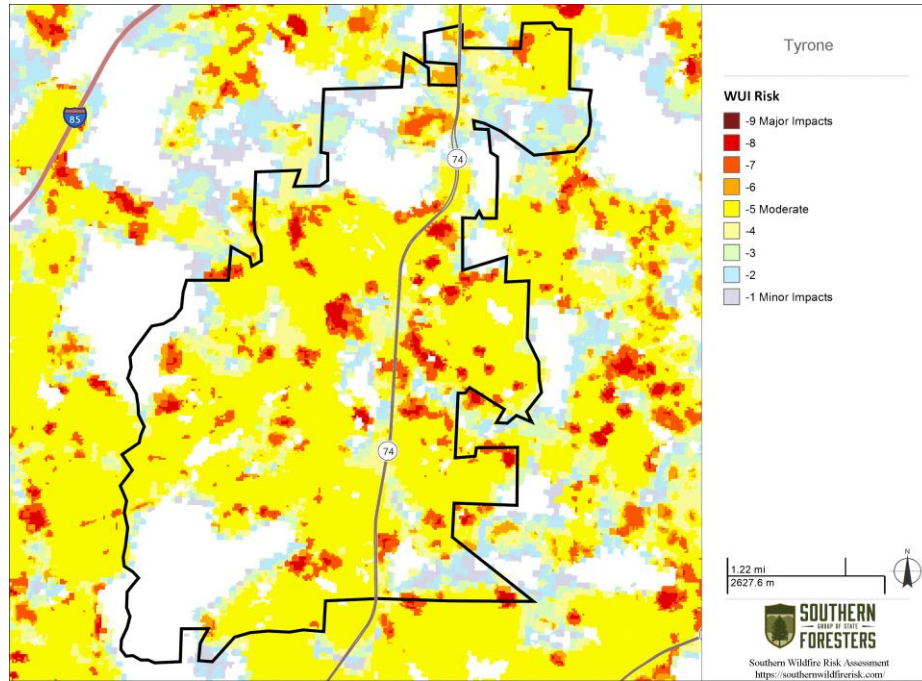 Tyrone
WUI Risk
-9 Major Impacts
-8
-7
-6
-5 Moderate
-4
-3
-2
-1 Minor Impacts
85
74
74
1.22 mi
2627.6 m
N
SOUTHERN
GROUP OF STATE
FORESTERS
Southern Wildfire Risk Assessment
https://southernwildfirerisk.com/